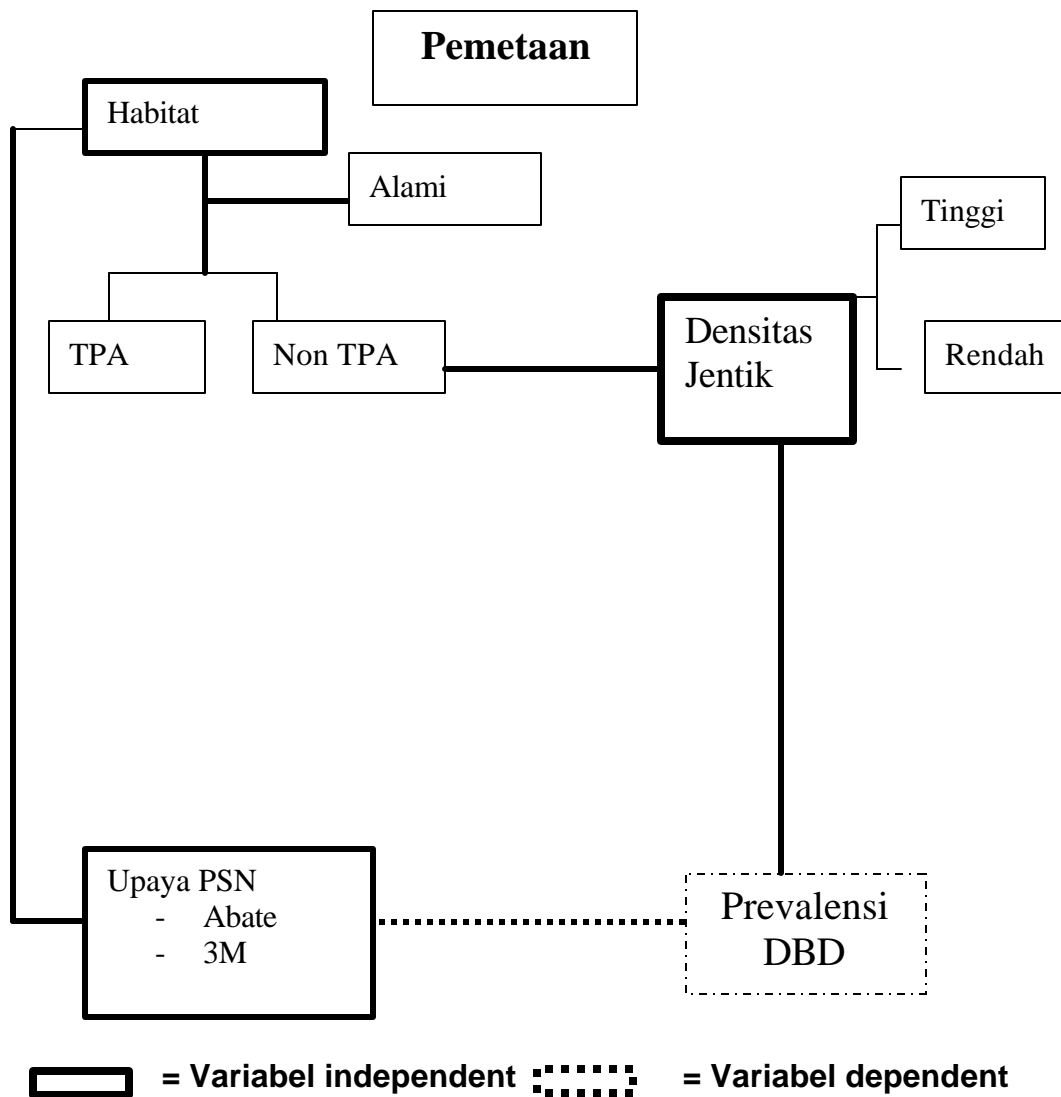 Pemetaan
Habitat
Alami
Tinggi
TPA
Non TPA
Densitas
Jentik
Rendah
Upaya PSN
- Abate
- 3M
Prevalensi
DBD
= Variabel independent
= Variabel dependent